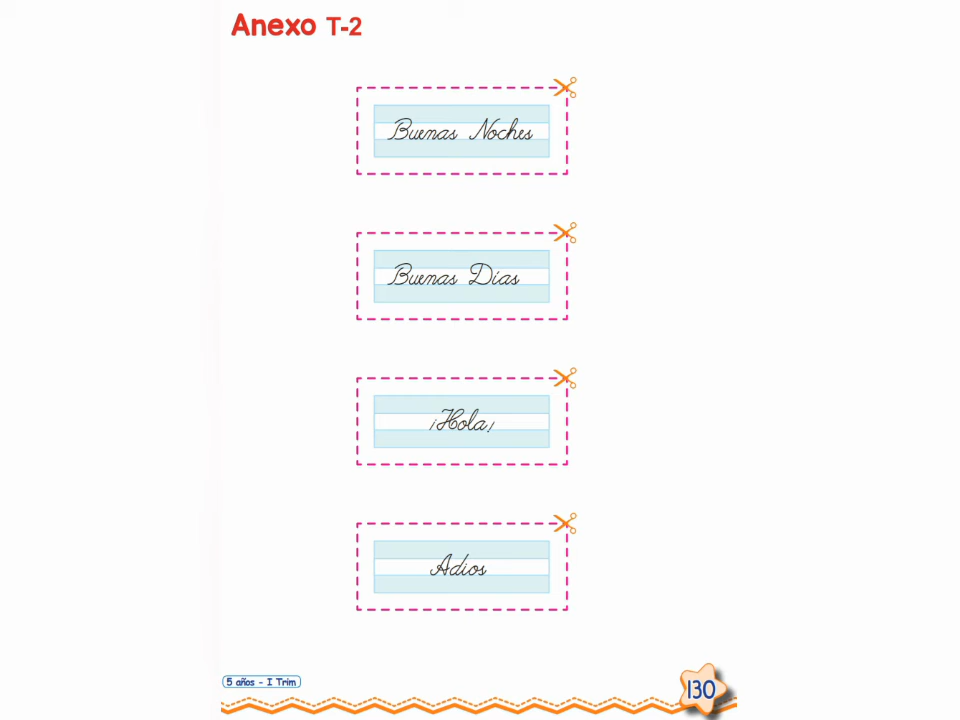 Anexo T-2
Buenas Noches
Buenas Días
¡Hola!
Adios
5 años - I Trim
130